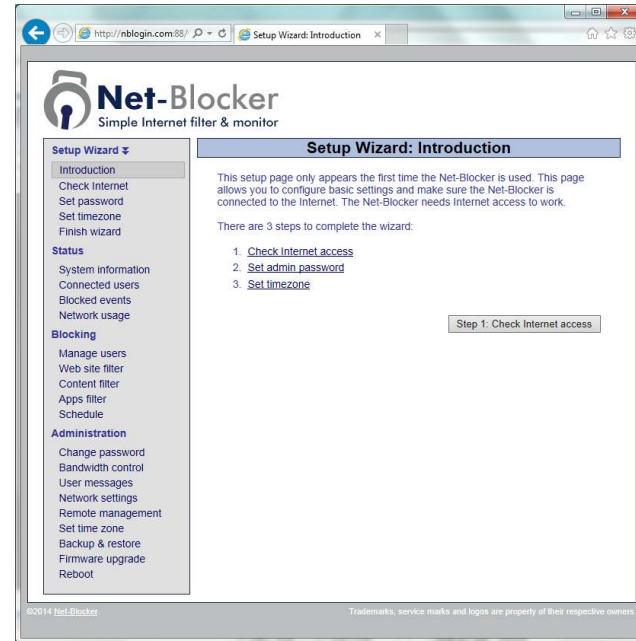 http://nblogin.com:88/
Setup Wizard: Introduction
Net-Blocker
Simple Internet filter & monitor
Setup Wizard
Introduction
Check Internet
Set password
Set timezone
Finish wizard
Status
System information
Connected users
Blocked events
Network usage
Blocking
Manage users
Web site filter
Content filter
Apps filter
Schedule
Administration
Change password
Bandwidth control
User messages
Network settings
Remote management
Set time zone
Backup & restore
Firmware upgrade
Reboot
Setup Wizard: Introduction
This setup page only appears the first time the Net-Blocker is used. This page
allows you to configure basic settings and make sure the Net-Blocker is
connected to the Internet. The Net-Blocker needs Internet access to work.
There are 3 steps to complete the wizard:
1. Check Internet access
2. Set admin password
3. Set timezone
Step 1: Check Internet access
©2014 Net-Blocker.
Trademarks, service marks and logos are property of their respective owners.